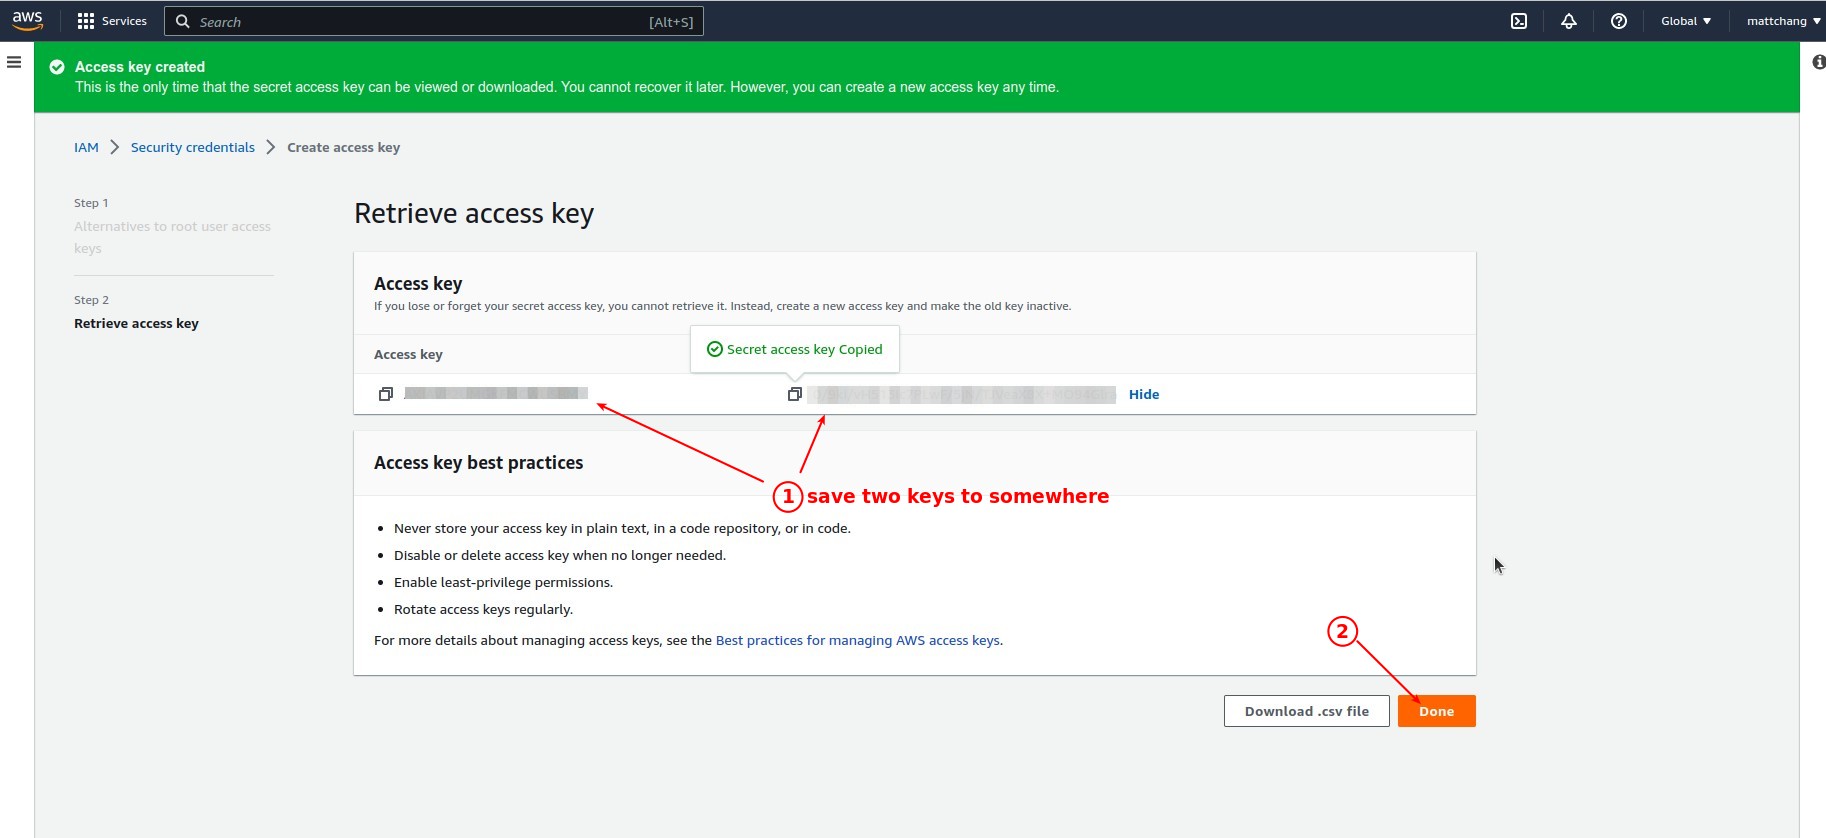 aws
Services
Search
[Alt+S]
Global
mattchang
Access key created
This is the only time that the secret access key can be viewed or downloaded. You cannot recover it later. However, you can create a new access key any time.
IAM
Security credentials
Create access key
Step 1
Alternatives to root user access
keys
Step 2
Retrieve access key
Retrieve access key
Access key
If you lose or forget your secret access key, you cannot retrieve it. Instead, create a new access key and make the old key inactive.
Access key
Secret access key Copied
Hide
1 save two keys to somewhere
Access key best practices
Never store your access key in plain text, in a code repository, or in code.
Disable or delete access key when no longer needed.
Enable least-privilege permissions.
Rotate access keys regularly.
For more details about managing access keys, see the Best practices for managing AWS access keys.
2
Download .csv file
Done